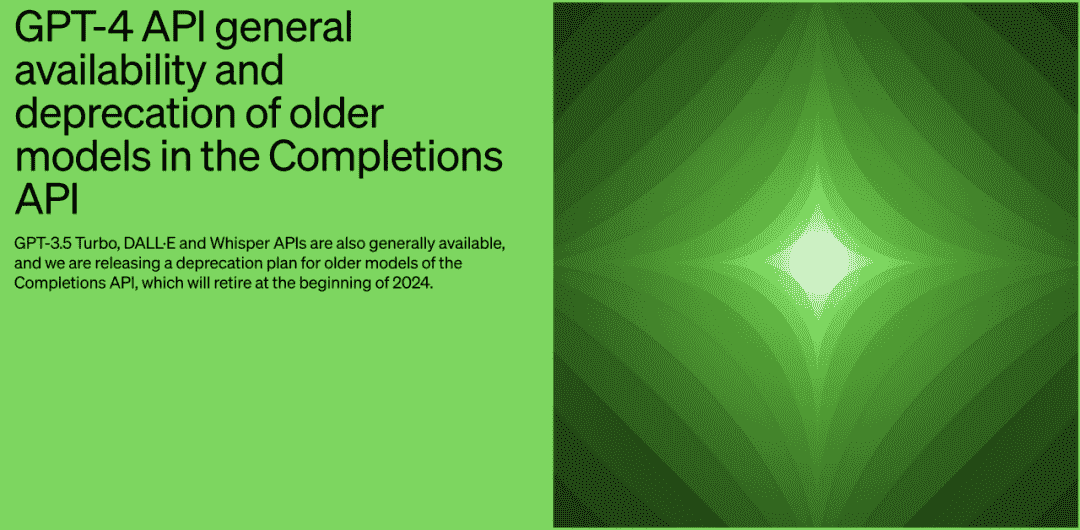 GPT-4 API general
availability and
deprecation of older
models in the Completions
API
GPT-3.5 Turbo, DALL·E and Whisper APIs are also generally available,
and we are releasing a deprecation plan for older models of the
Completions API, which will retire at the beginning of 2024.